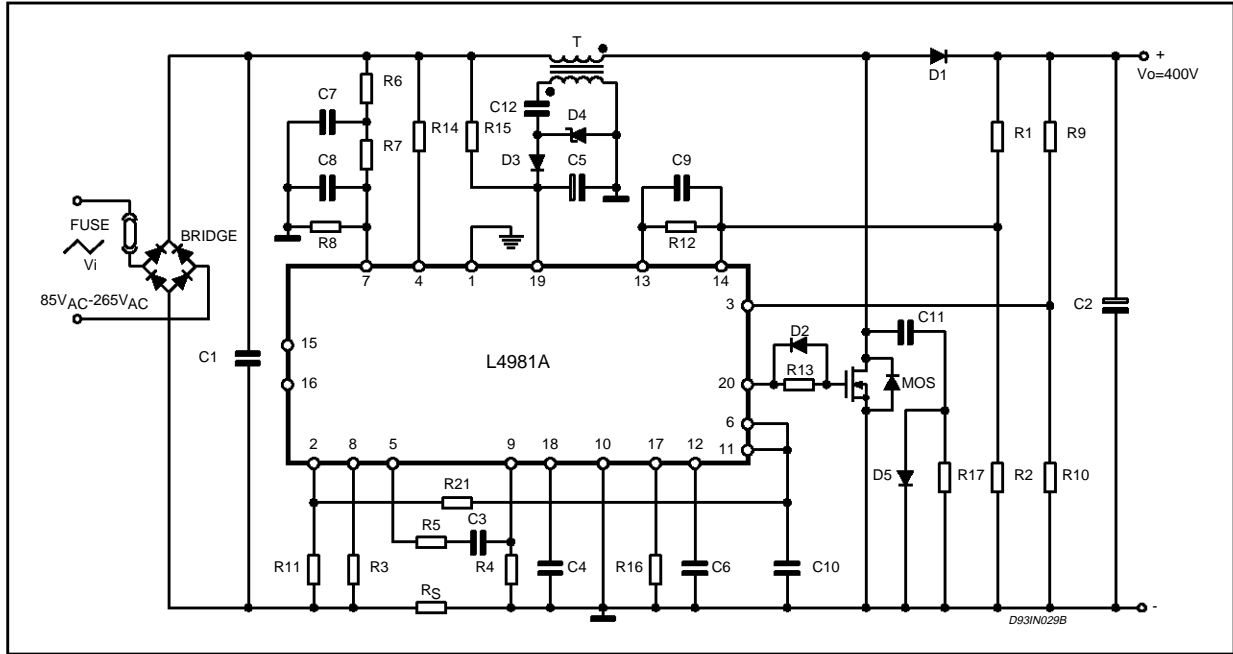 T
+
Vo=400V
D1
R6
C7
C12
D4
R14
R15
R1
R9
R7
C8
D3
C5
C9
FUSE
BRIDGE
R8
R12
Vi
7
4
1
19
13
14
85VAC-265VAC
3
C2
C11
D2
C1
15
L4981A
16
20
R13
MOS
6
2
8
5
9
18
10
17
12
11
D5
R17
R2
R10
R21
R5
C3
R11
R3
R4
C4
R16
C6
C10
RS
-
D93IN029B